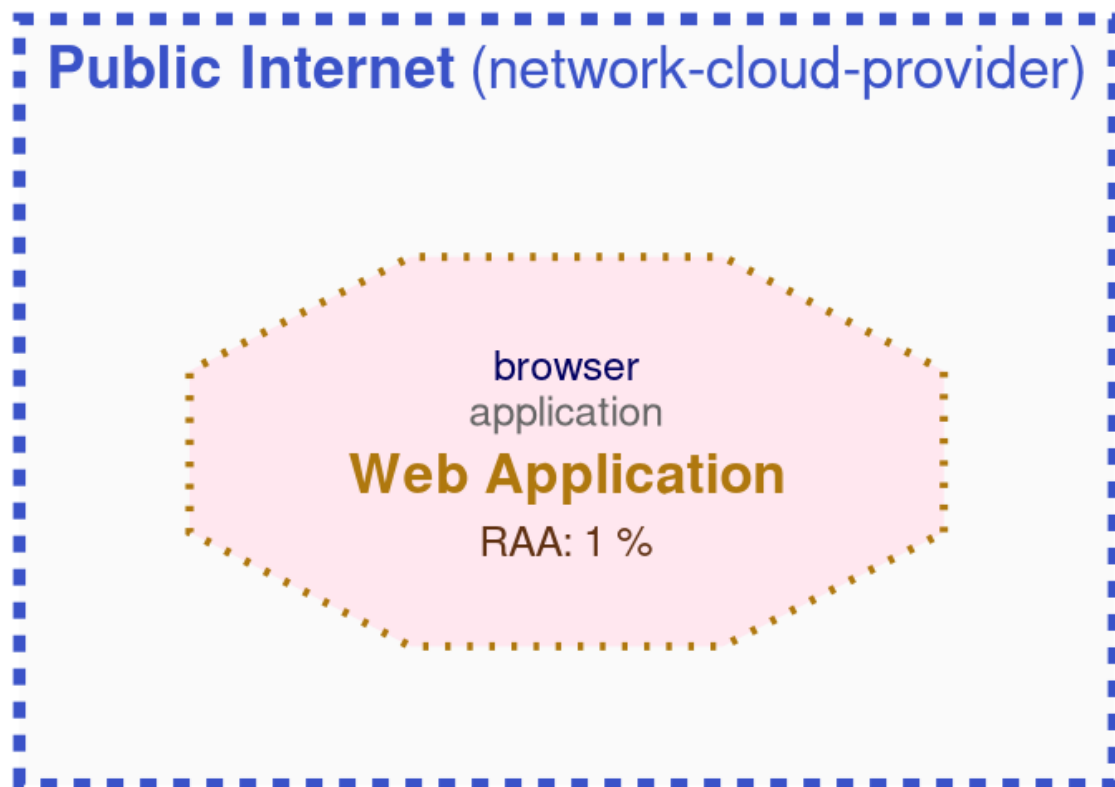 Public Internet (network-cloud-provider)
browser
application
Web Application
RAA: 1 %